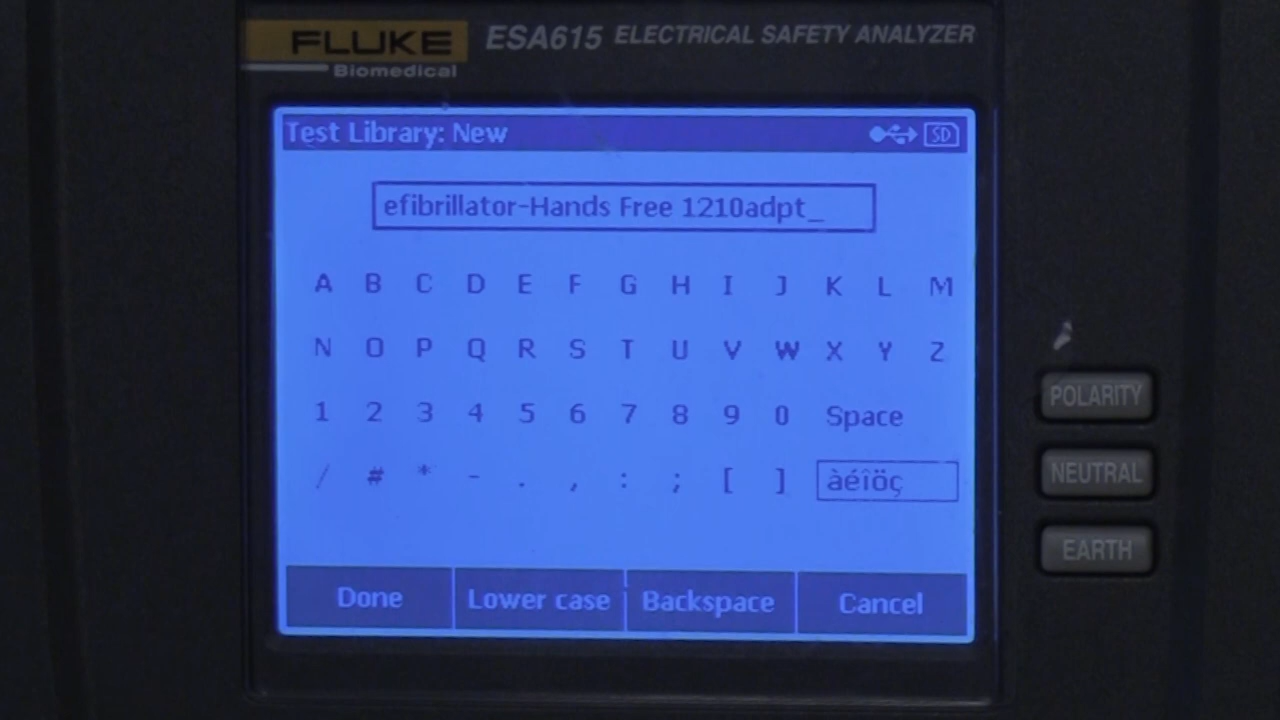 FLUKE ESA615 ELECTRICAL SAFETY ANALYZER
Biomedical
Test Library: New SD
efibrillator-Hands Free 1210adpt_
A B C D E F G H I J K L M
N O P Q R S T U V W X Y Z
1 2 3 4 5 6 7 8 9 0 Space
/ # * - . , : ; [ ] àéîöç
Done Lower case Backspace Cancel
POLARITY
NEUTRAL
EARTH